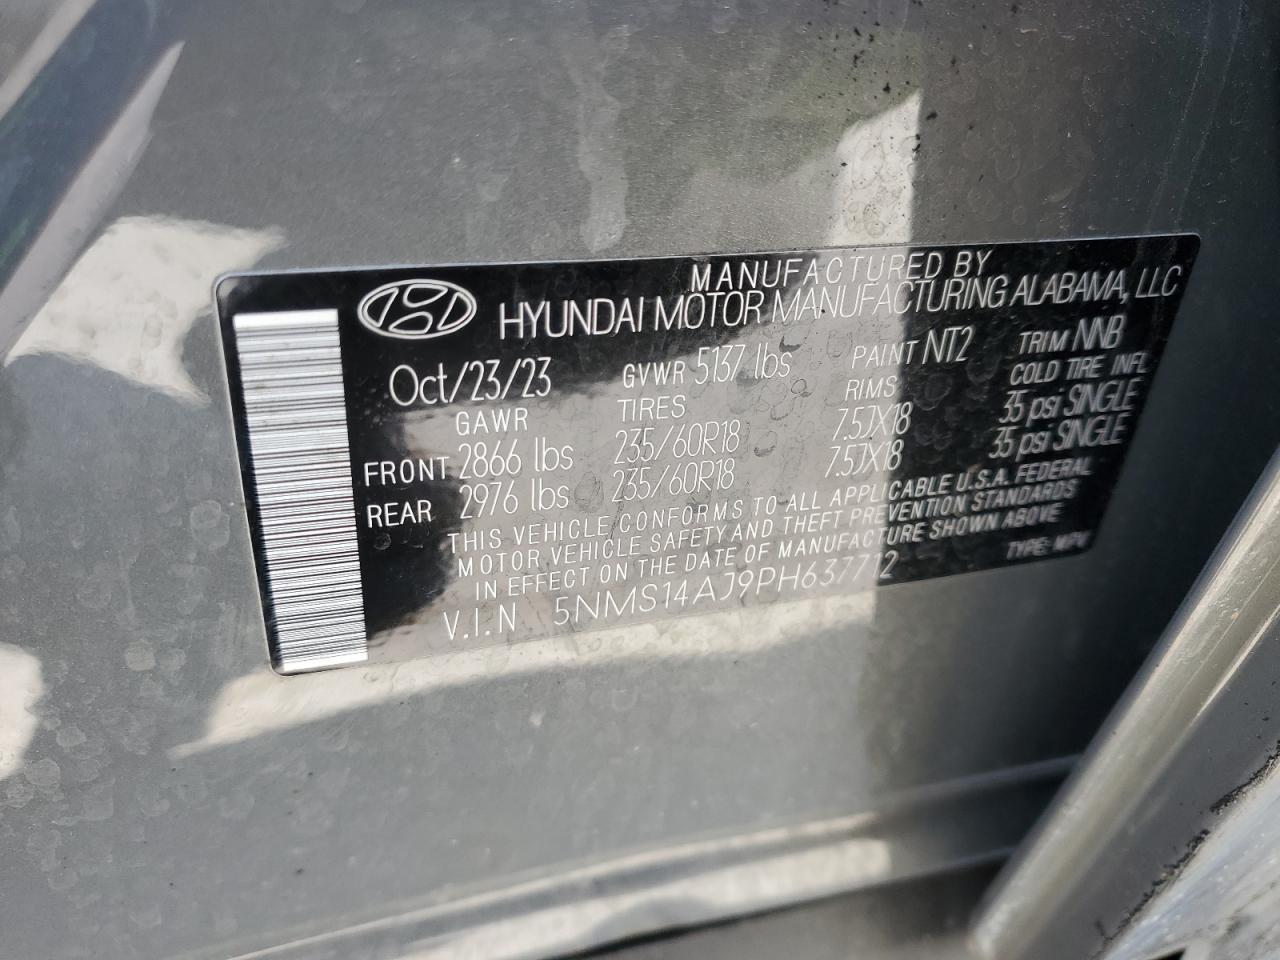 MANUFACTURED BY
HYUNDAI MOTOR MANUFACTURING ALABAMA, LLC
Oct/23/23 GVWR 5137 lbs PAINT NT2 TRIM NNB
GAWR TIRES RIMS COLD TIRE INFL
FRONT 2866 lbs 235/60R18 7.5JX18 35 psi SINGLE
REAR 2976 lbs 235/60R18 7.5JX18 35 psi SINGLE
THIS VEHICLE CONFORMS TO ALL APPLICABLE U.S.A. FEDERAL
MOTOR VEHICLE SAFETY AND THEFT PREVENTION STANDARDS
IN EFFECT ON THE DATE OF MANUFACTURE SHOWN ABOVE
V.I.N 5NMS14AJ9PH637712 TYPE: MPV